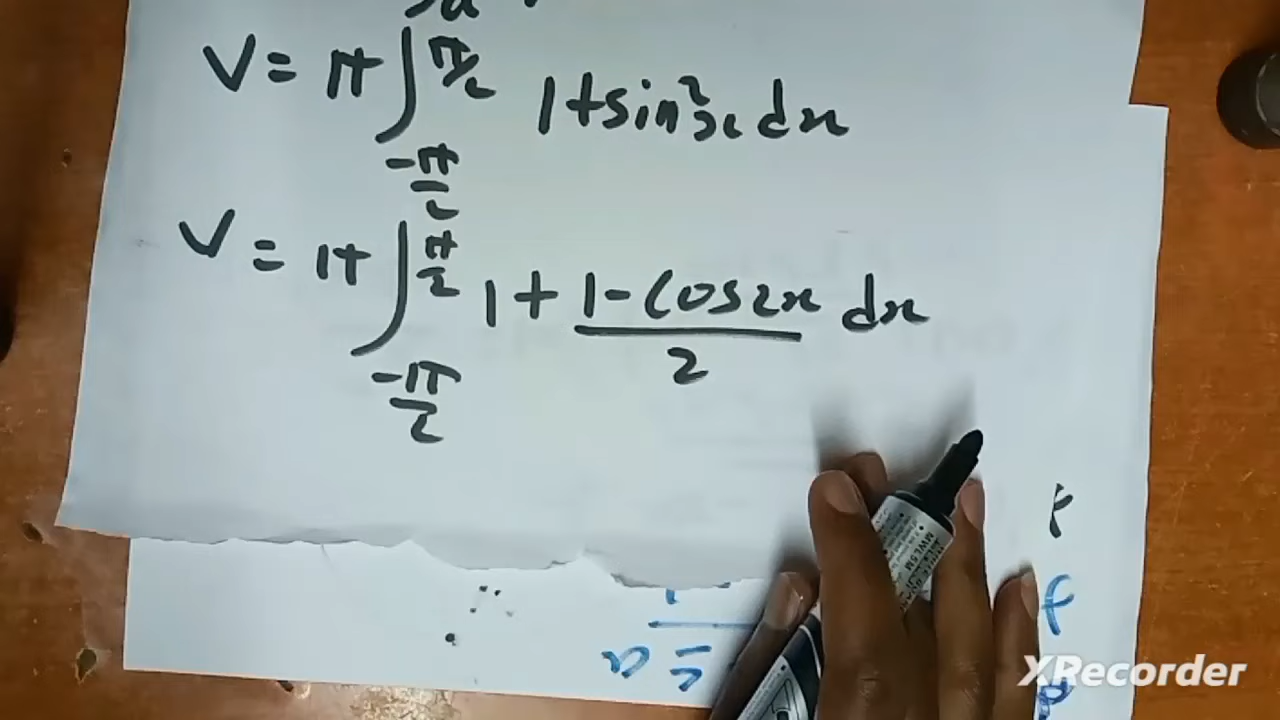 V = π ∫_{-π/2}^{π/2} 1+sin²x dx
V = π ∫_{-π/2}^{π/2} 1 + (1-Cos2x)/2 dx
XRecorder